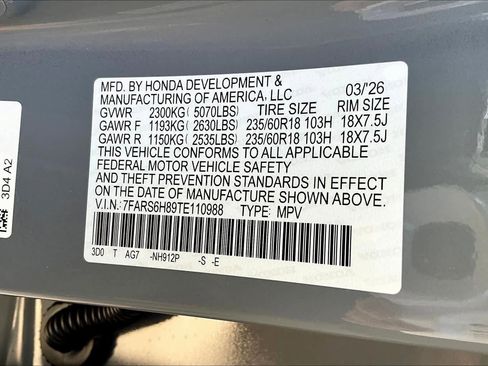 MFD. BY HONDA DEVELOPMENT &
MANUFACTURING OF AMERICA, LLC 03/'26
GVWR 2300KG ( 5070LBS) TIRE SIZE RIM SIZE
GAWR F 1193KG ( 2630LBS) 235/60R18 103H 18X7.5J
GAWR R 1150KG ( 2535LBS) 235/60R18 103H 18X7.5J
THIS VEHICLE CONFORMS TO ALL APPLICABLE
FEDERAL MOTOR VEHICLE SAFETY
AND THEFT PREVENTION STANDARDS IN EFFECT
ON THE DATE OF MANUFACTURE SHOWN ABOVE.
V.I.N: 7FARS6H89TE110988 TYPE: MPV
3D0 T AG7 -NH912P -S -E
3D4 A2